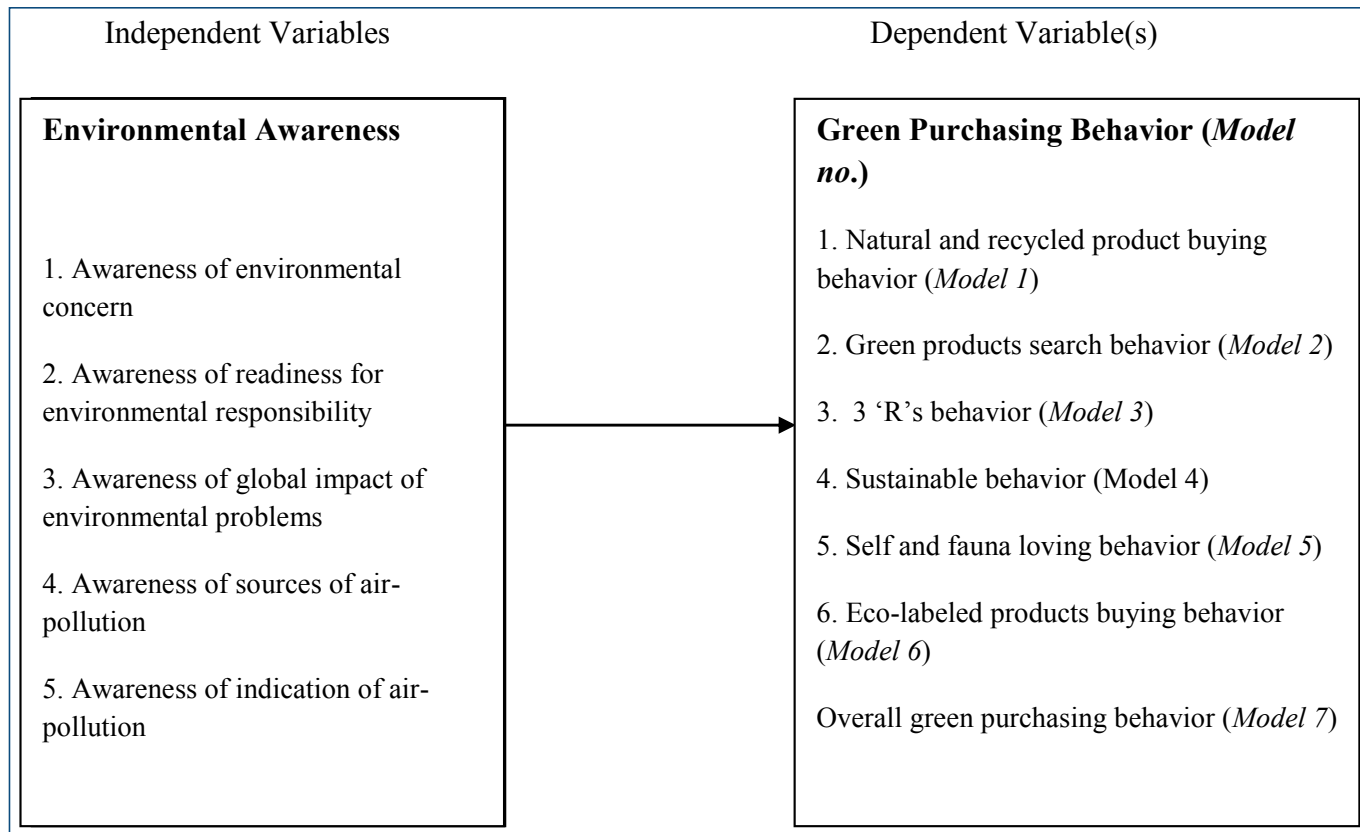 Independent Variables
Dependent Variable(s)
Environmental Awareness
1. Awareness of environmental
concern
2. Awareness of readiness for
environmental responsibility
3. Awareness of global impact of
environmental problems
4. Awareness of sources of air-
pollution
5. Awareness of indication of air-
pollution
Green Purchasing Behavior (Model
no.)
1. Natural and recycled product buying
behavior (Model 1)
2. Green products search behavior (Model 2)
3.  3 ‘R’s behavior (Model 3)
4. Sustainable behavior (Model 4)
5. Self and fauna loving behavior (Model 5)
6. Eco-labeled products buying behavior
(Model 6)
Overall green purchasing behavior (Model 7)